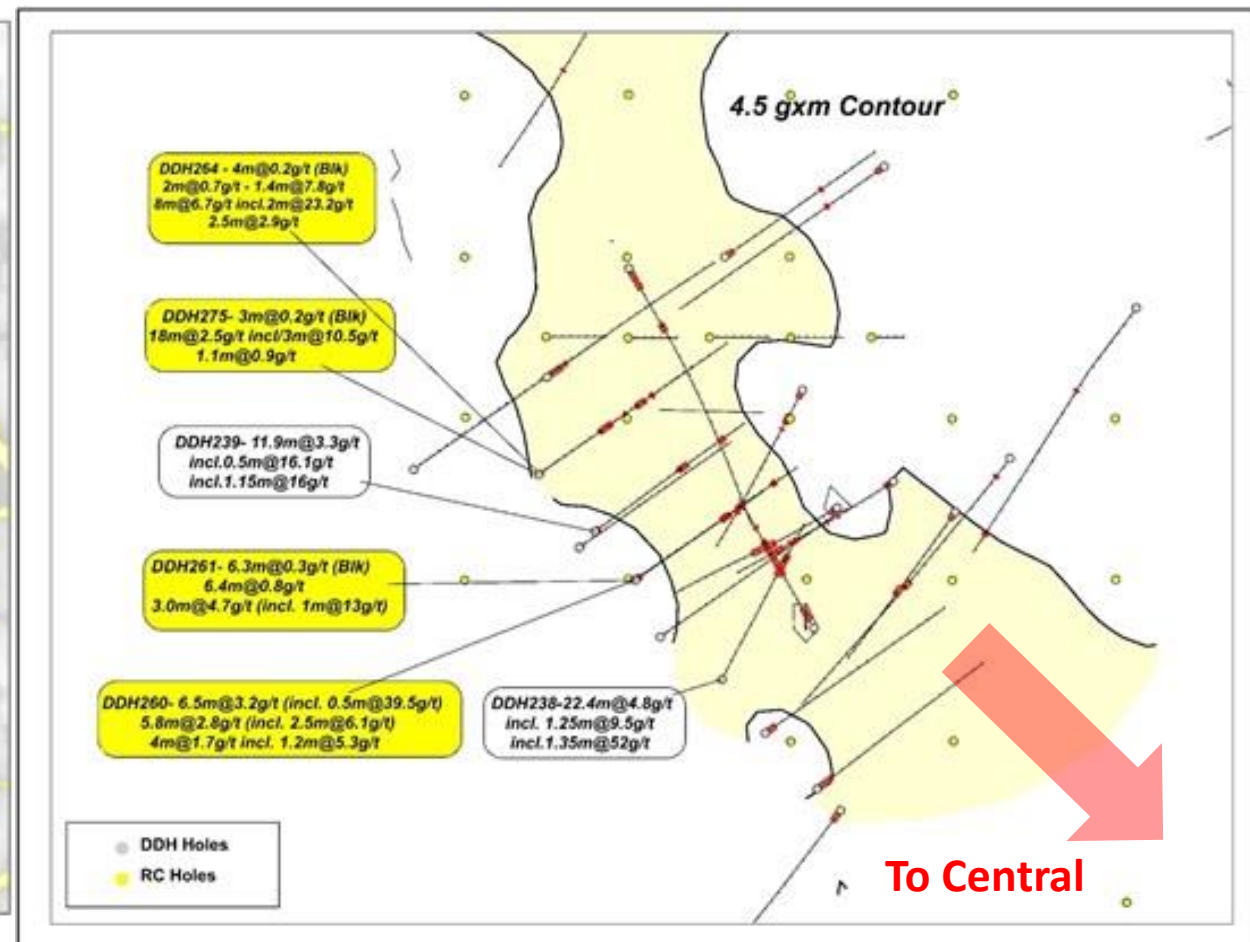 4.5 gxm Contour
DDH264 - 4m@0.2g/t (Blk)
2m@0.7g/t - 1.4m@7.8g/t
8m@6.7g/t incl.2m@23.2g/t
2.5m@2.9g/t
DDH275- 3m@0.2g/t (Blk)
18m@2.5g/t incl/3m@10.5g/t
1.1m@0.9g/t
DDH239- 11.9m@3.3g/t
incl.0.5m@16.1g/t
incl.1.15m@16g/t
DDH261- 6.3m@0.3g/t (Blk)
6.4m@0.8g/t
3.0m@4.7g/t (incl. 1m@13g/t)
DDH260- 6.5m@3.2g/t (incl. 0.5m@39.5g/t)
5.8m@2.8g/t (incl. 2.5m@6.1g/t)
4m@1.7g/t incl. 1.2m@5.3g/t
DDH238-22.4m@4.8g/t
incl. 1.25m@9.5g/t
incl.1.35m@52g/t
DDH Holes
RC Holes
To Central